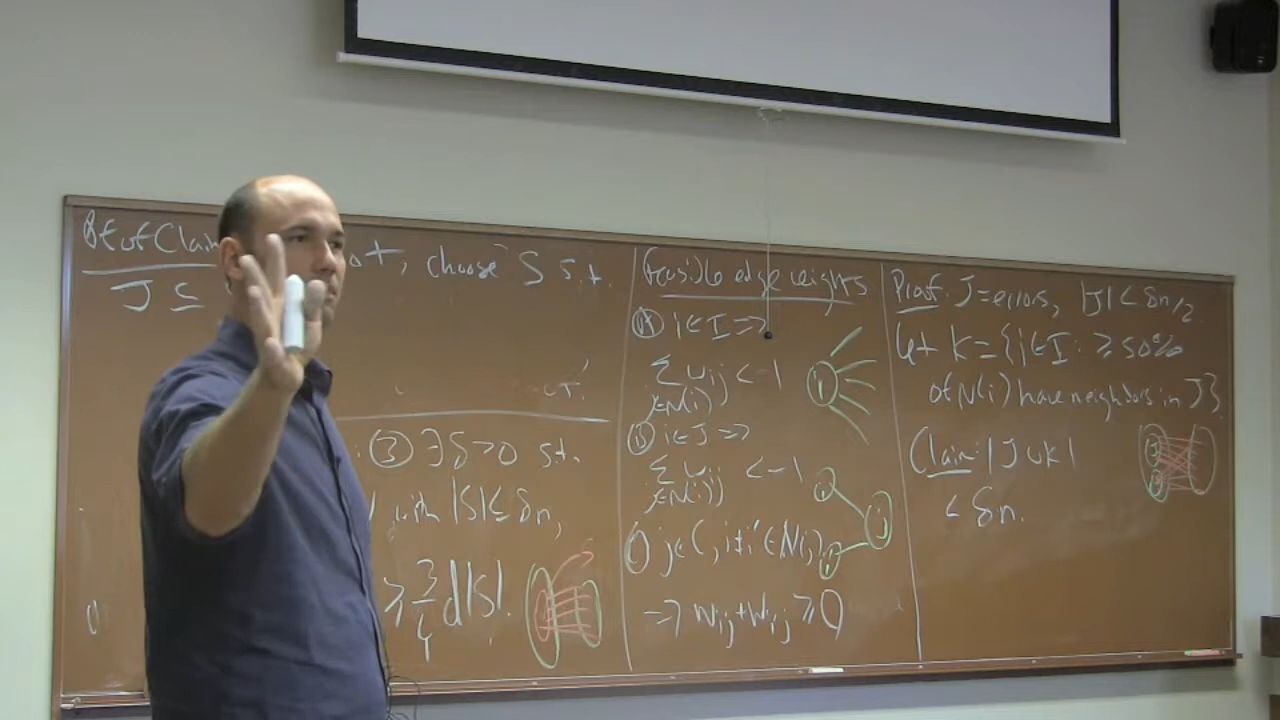 Pf of Claim
not, choose S s.t.
J ⊆
③ ∃ δ>0 s.t.
with |S| ≤ δn,
≥ 3/4 d|S|.
Feasible edge weights
(A) i∈I ⇒
Σ wij < 1
j∈N(i)
i
(B) i∈J ⇒
Σ wij < -1
j∈N(i)
(C) j∈C, i≠i'∈N(j)
⇒ wij + wi'j ≥ 0
i
j
i'
Proof: J=errors, |J| < δn/2
Let K={i∈I: ≥50%
of N(i) have neighbors in J}.
Claim: |J∪K|
< δn.
J